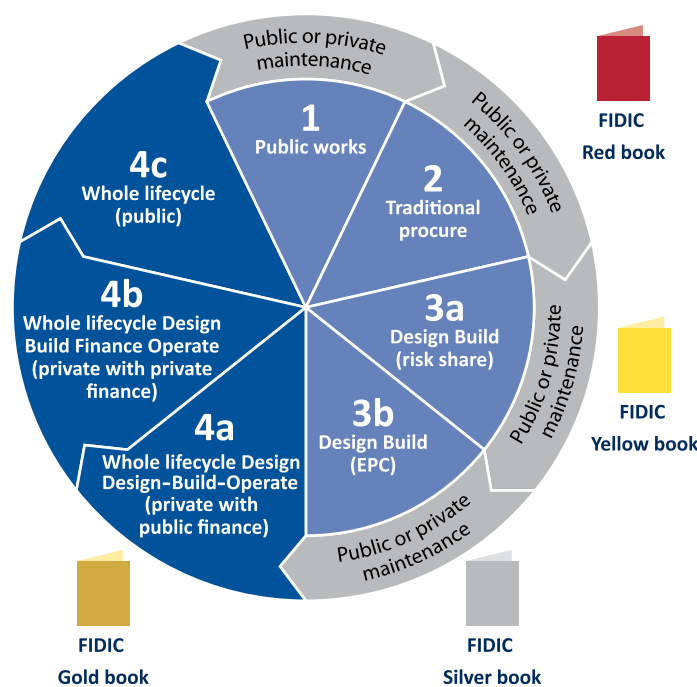 Public or private
maintenance
1
Public works
Public or private
maintenance
2
Traditional
procure
3a
Design Build
(risk share)
Public or private
maintenance
3b
Design Build
(EPC)
Public or private
maintenance
4a
Whole lifecycle Design
Design-Build-Operate
(private with
public finance)
4b
Whole lifecycle Design
Build Finance Operate
(private with private
finance)
4c
Whole lifecycle
(public)
FIDIC
Red book
FIDIC
Yellow book
FIDIC
Silver book
FIDIC
Gold book